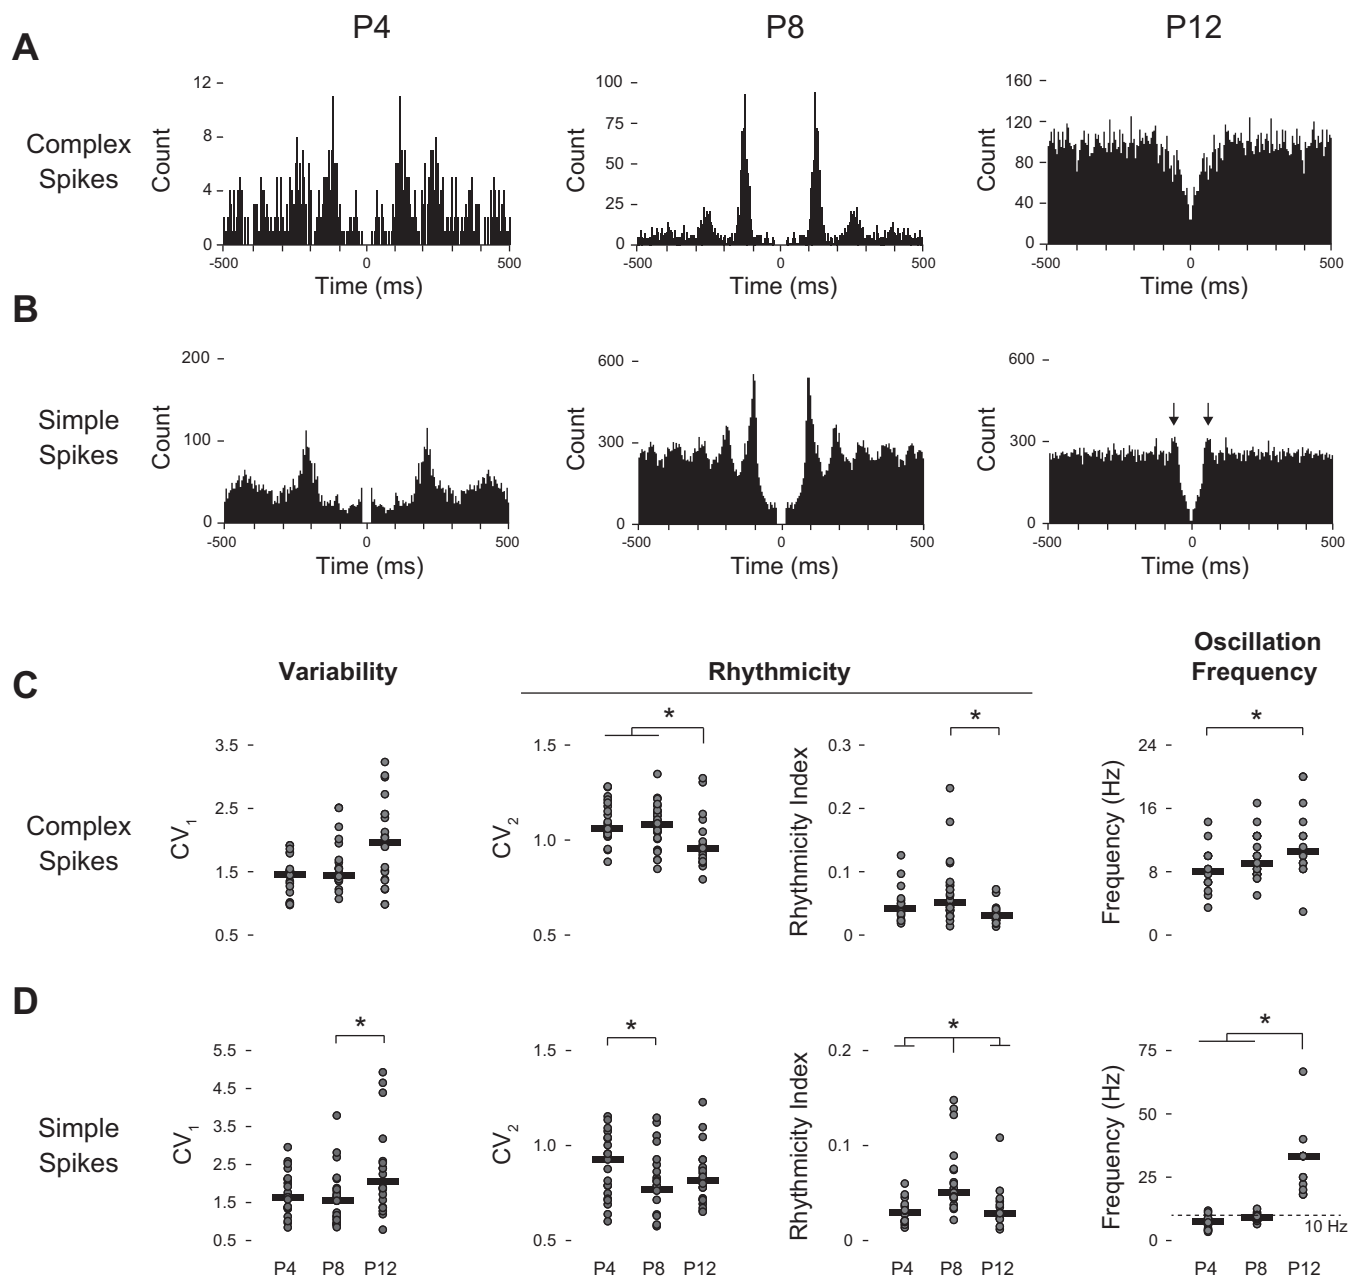 P4 P8 P12
A
Complex
Spikes
Count
12
8
4
0
-500 0 500
Time (ms)
Count
100
75
50
25
0
-500 0 500
Time (ms)
Count
160
120
80
40
0
-500 0 500
Time (ms)
B
Simple
Spikes
Count
200
100
0
-500 0 500
Time (ms)
Count
600
300
0
-500 0 500
Time (ms)
Count
600
300
0
-500 0 500
Time (ms)
C
Variability
Rhythmicity
Oscillation
Frequency
Complex
Spikes
CV1
3.5
2.5
1.5
0.5
CV2
1.5
1.0
0.5
*
Rhythmicity Index
0.3
0.2
0.1
0
*
Frequency (Hz)
24
16
8
0
*
D
Simple
Spikes
CV1
5.5
4.5
3.5
2.5
1.5
0.5
*
P4 P8 P12
CV2
1.5
1.0
0.5
*
P4 P8 P12
Rhythmicity Index
0.2
0.1
0
*
P4 P8 P12
Frequency (Hz)
75
50
25
0
*
10 Hz
P4 P8 P12